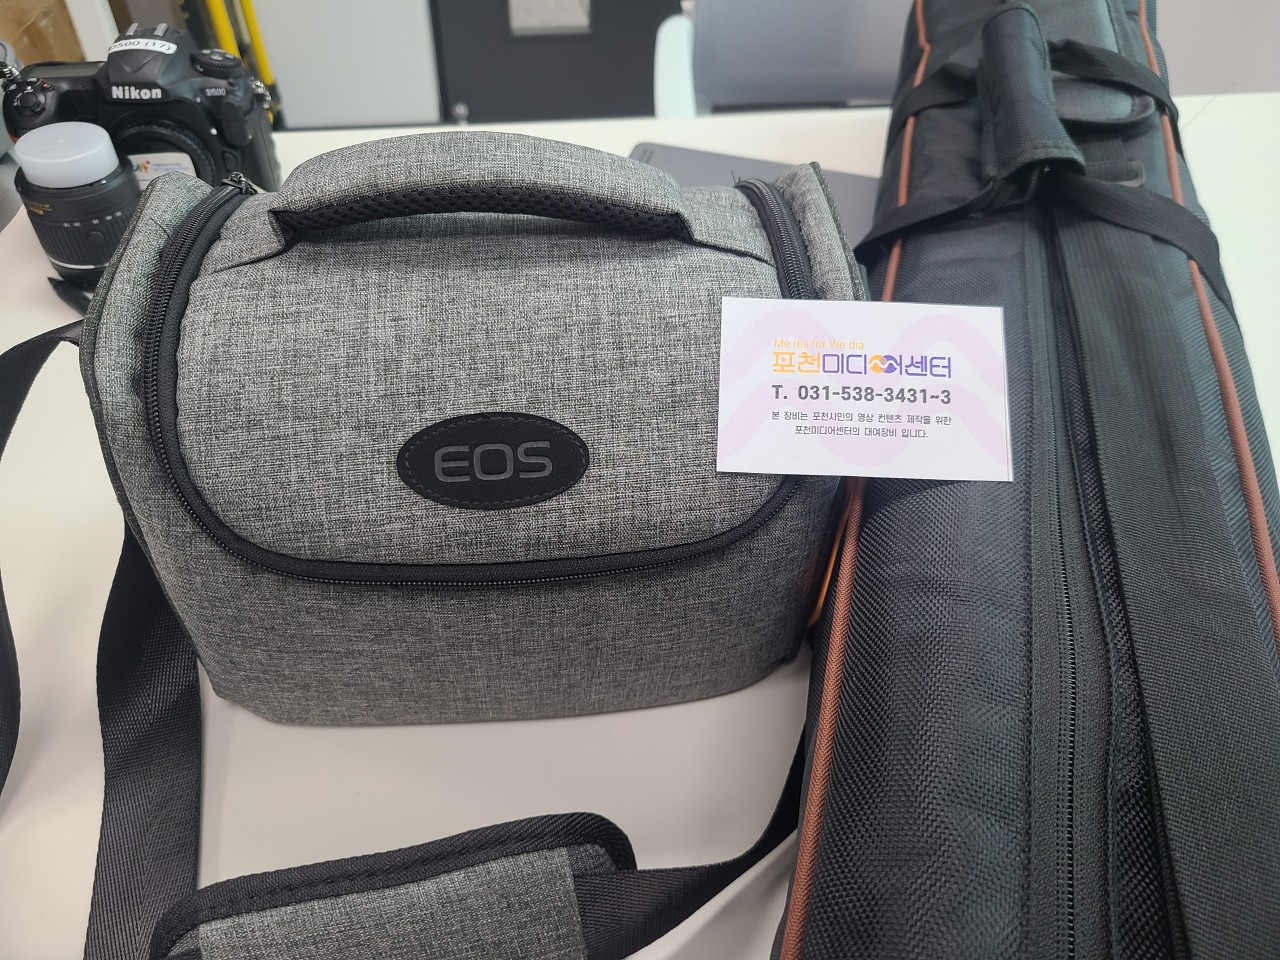 D500 (17)
Nikon
D500
EOS
Me dia for We dia
포천미디어센터
T. 031-538-3431~3
본 장비는 포천시민의 영상 컨텐츠 제작을 위한
포천미디어센터의 대여장비 입니다.